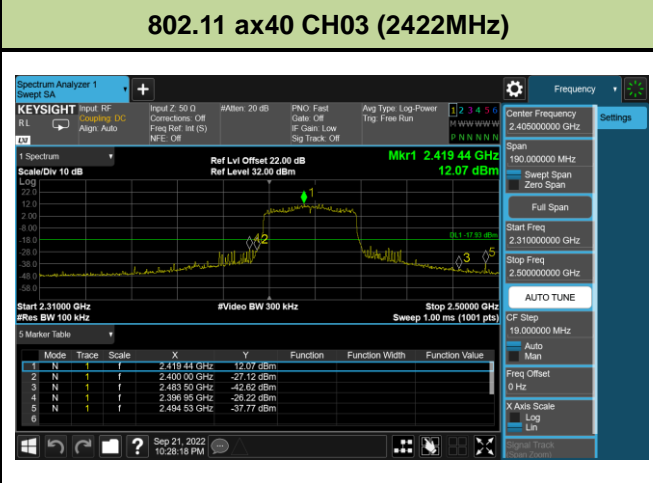 802.11 ax40 CH03 (2422MHz)
Spectrum Analyzer 1
Swept SA
Frequency
KEYSIGHT
RL
LXI
Input: RF
Coupling: DC
Align: Auto
Input Z: 50 Ω
Corrections: Off
Freq Ref: Int (S)
NFE: Off
#Atten: 20 dB
PNO: Fast
Gate: Off
IF Gain: Low
Sig Track: Off
Avg Type: Log-Power
Trig: Free Run
1 2 3 4 5 6
M W W W W W
P N N N N N
Center Frequency
2.405000000 GHz
Settings
1 Spectrum
Scale/Div 10 dB
Ref Lvl Offset 22.00 dB
Ref Level 32.00 dBm
Mkr1 2.419 44 GHz
12.07 dBm
Log
22.0
12.0
2.00
-8.00
-18.0
-28.0
-38.0
-48.0
-58.0
1
42
3
5
DL1 -17.93 dBm
Start 2.31000 GHz
#Res BW 100 kHz
#Video BW 300 kHz
Stop 2.50000 GHz
Sweep 1.00 ms (1001 pts)
Span
190.000000 MHz
Swept Span
Zero Span
Full Span
Start Freq
2.310000000 GHz
Stop Freq
2.500000000 GHz
AUTO TUNE
CF Step
19.000000 MHz
Auto
Man
Freq Offset
0 Hz
X Axis Scale
Log
Lin
Signal Track
(Span Zoom)
5 Marker Table
Mode Trace Scale X Y Function Function Width Function Value
1 N 1 f 2.419 44 GHz 12.07 dBm
2 N 1 f 2.400 00 GHz -27.12 dBm
3 N 1 f 2.483 50 GHz -42.62 dBm
4 N 1 f 2.396 95 GHz -26.22 dBm
5 N 1 f 2.494 53 GHz -37.77 dBm
6
?
Sep 21, 2022
10:28:18 PM